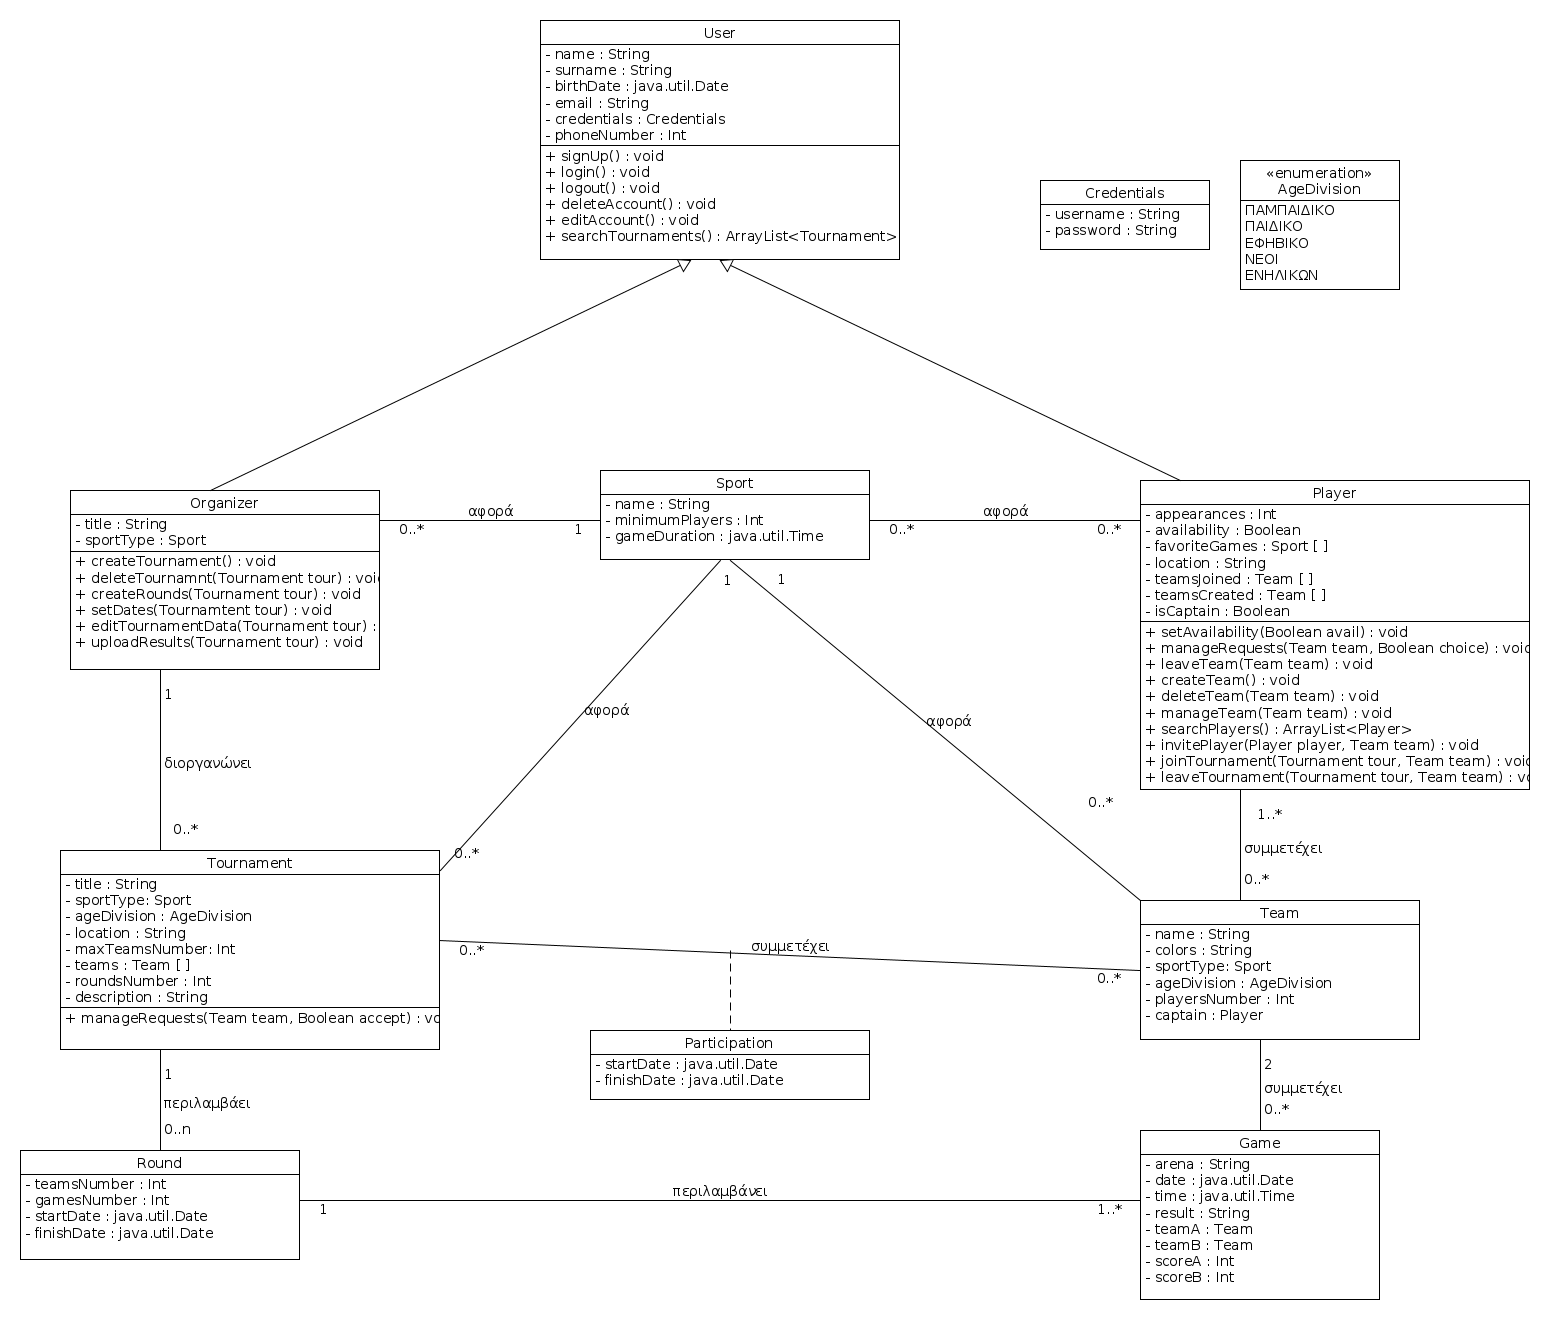 User
- name : String
- surname : String
- birthDate : java.util.Date
- email : String
- credentials : Credentials
- phoneNumber : Int
+ signUp() : void
+ login() : void
+ logout() : void
+ deleteAccount() : void
+ editAccount() : void
+ searchTournaments() : ArrayList<Tournament>
Credentials
- username : String
- password : String
«enumeration»
AgeDivision
ΠΑΜΠΑΙΔΙΚΟ
ΠΑΙΔΙΚΟ
ΕΦΗΒΙΚΟ
ΝΕΟΙ
ΕΝΗΛΙΚΩΝ
Organizer
- title : String
- sportType : Sport
+ createTournament() : void
+ deleteTournamnt(Tournament tour) : voi
+ createRounds(Tournament tour) : void
+ setDates(Tournamtent tour) : void
+ editTournamentData(Tournament tour) :
+ uploadResults(Tournament tour) : void
αφορά
0..*
1
Sport
- name : String
- minimumPlayers : Int
- gameDuration : java.util.Time
αφορά
0..*
0..*
Player
- appearances : Int
- availability : Boolean
- favoriteGames : Sport [ ]
- location : String
- teamsJoined : Team [ ]
- teamsCreated : Team [ ]
- isCaptain : Boolean
+ setAvailability(Boolean avail) : void
+ manageRequests(Team team, Boolean choice) : void
+ leaveTeam(Team team) : void
+ createTeam() : void
+ deleteTeam(Team team) : void
+ manageTeam(Team team) : void
+ searchPlayers() : ArrayList<Player>
+ invitePlayer(Player player, Team team) : void
+ joinTournament(Tournament tour, Team team) : void
+ leaveTournament(Tournament tour, Team team) : vo
1
1
1
αφορά
αφορά
διοργανώνει
0..*
0..*
0..*
1..*
συμμετέχει
0..*
Tournament
- title : String
- sportType: Sport
- ageDivision : AgeDivision
- location : String
- maxTeamsNumber: Int
- teams : Team [ ]
- roundsNumber : Int
- description : String
+ manageRequests(Team team, Boolean accept) : vo
0..*
συμμετέχει
0..*
Team
- name : String
- colors : String
- sportType: Sport
- ageDivision : AgeDivision
- playersNumber : Int
- captain : Player
Participation
- startDate : java.util.Date
- finishDate : java.util.Date
1
περιλαμβάει
0..n
2
συμμετέχει
0..*
Round
- teamsNumber : Int
- gamesNumber : Int
- startDate : java.util.Date
- finishDate : java.util.Date
περιλαμβάνει
1
1..*
Game
- arena : String
- date : java.util.Date
- time : java.util.Time
- result : String
- teamA : Team
- teamB : Team
- scoreA : Int
- scoreB : Int